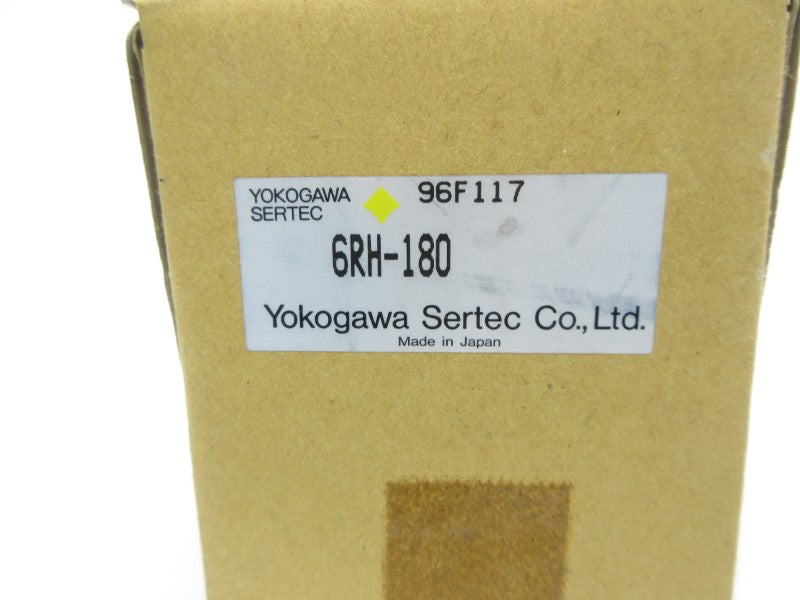 YOKOGAWA
SERTEC
96F117
6RH-180
Yokogawa Sertec Co., Ltd.
Made in Japan